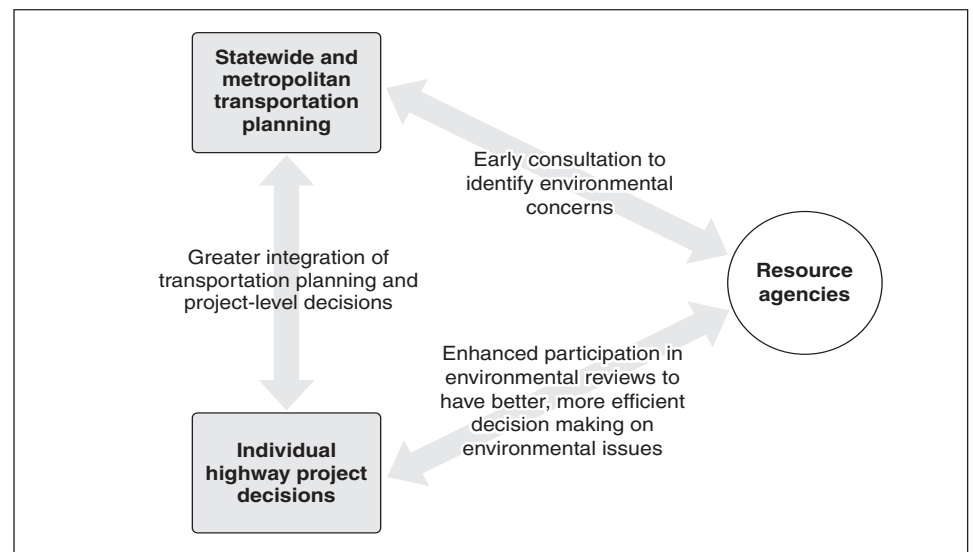 Statewide and
metropolitan
transportation
planning
Early consultation to
identify environmental
concerns
Greater integration of
transportation planning and
project-level decisions
Resource
agencies
Enhanced participation in
environmental reviews to
have better, more efficient
decision making on
environmental issues
Individual
highway project
decisions